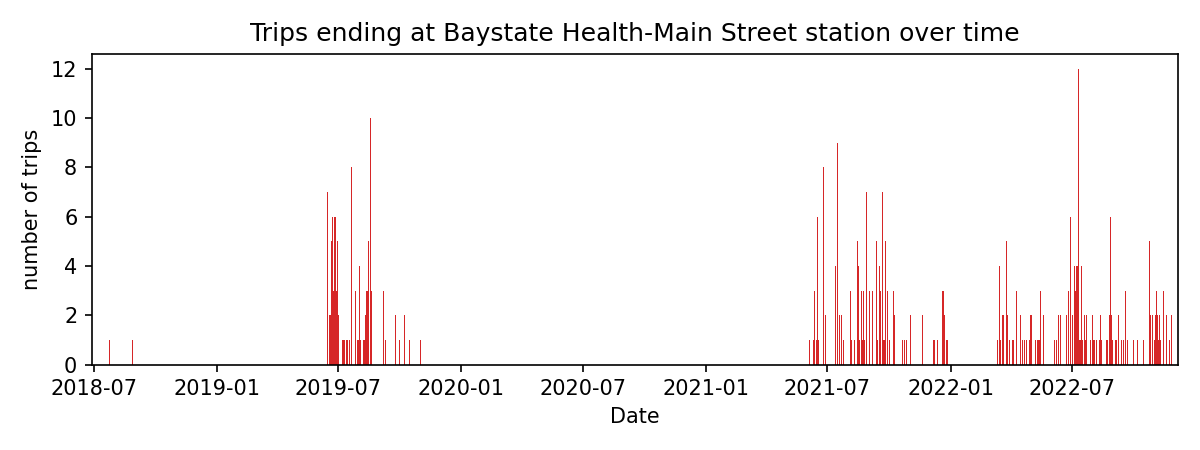 Trips ending at Baystate Health-Main Street station over time
number of trips
12
10
8
6
4
2
0
2018-07 2019-01 2019-07 2020-01 2020-07 2021-01 2021-07 2022-01 2022-07
Date